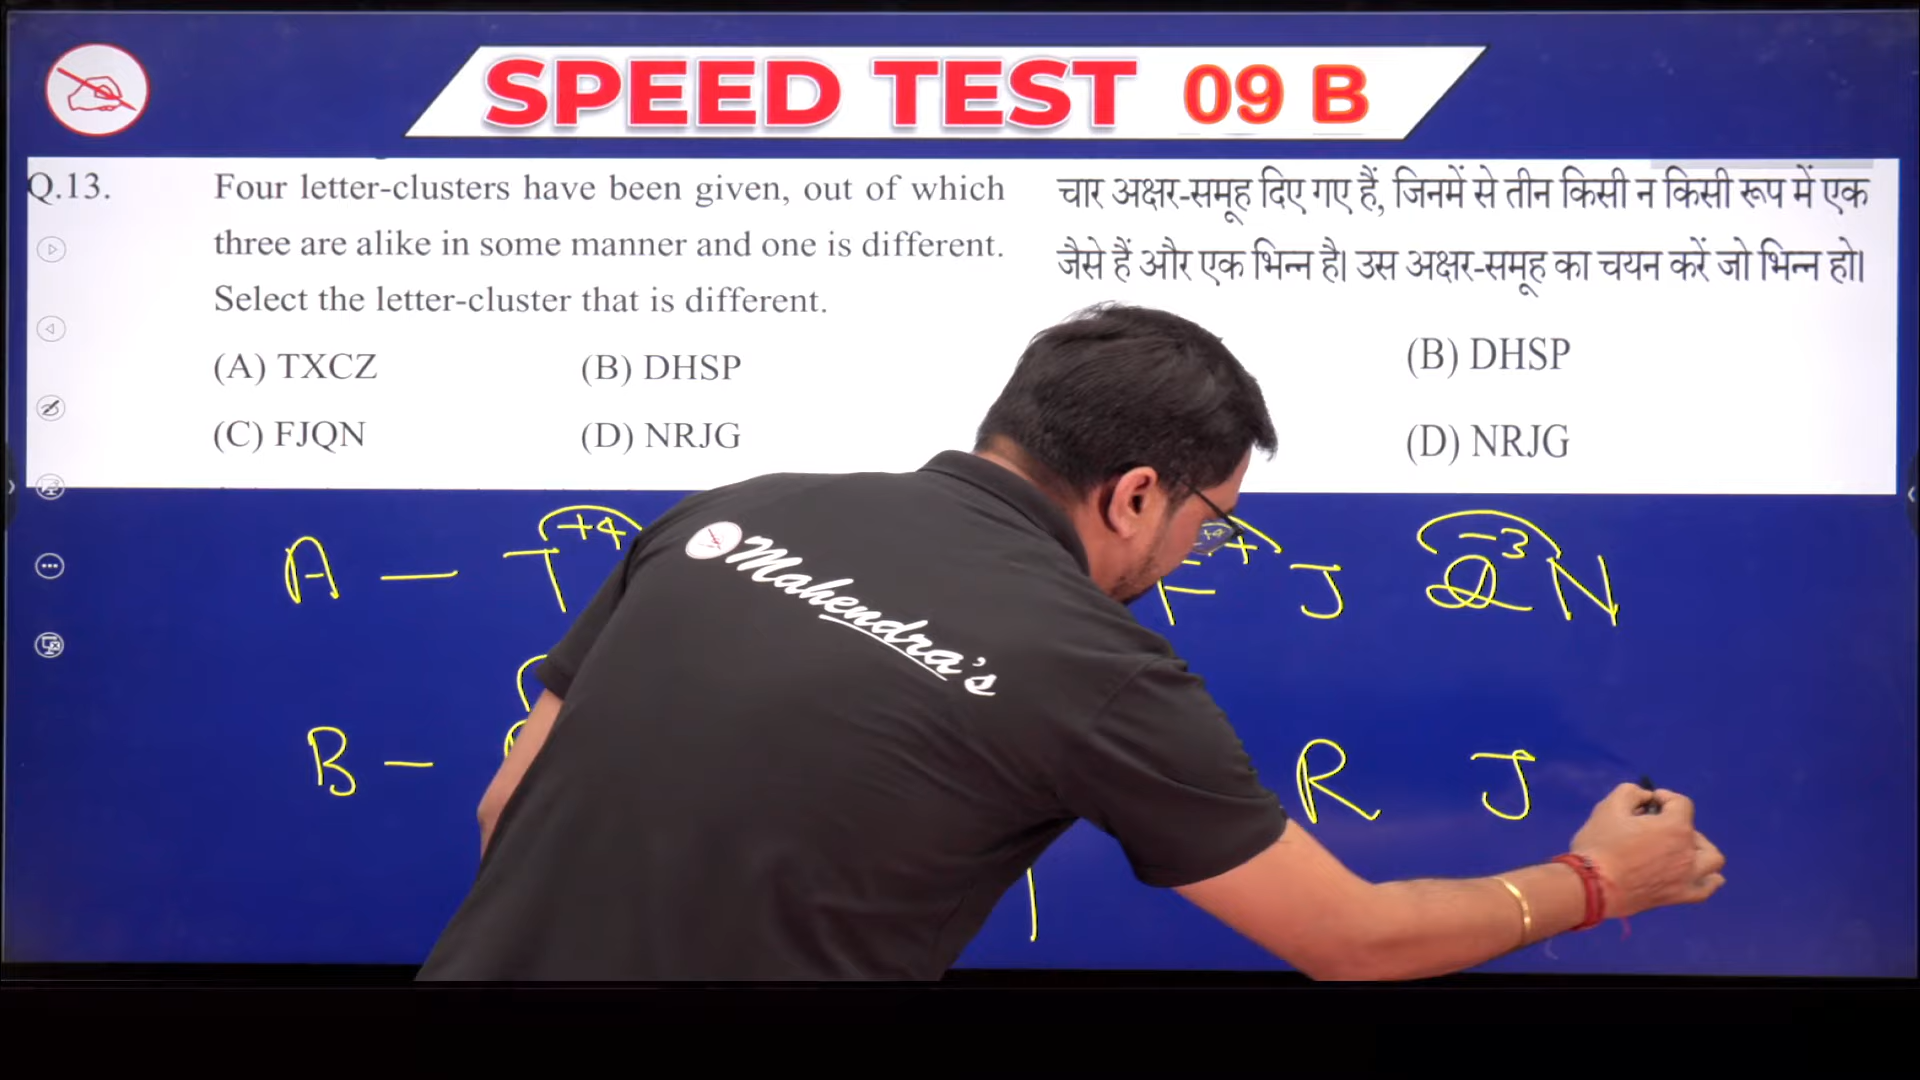 SPEED TEST 09 B
Q.13. Four letter-clusters have been given, out of which
three are alike in some manner and one is different.
Select the letter-cluster that is different.
(A) TXCZ (B) DHSP
(C) FJQN (D) NRJG
चार अक्षर-समूह दिए गए हैं, जिनमें से तीन किसी न किसी रूप में एक
जैसे हैं और एक भिन्न है। उस अक्षर-समूह का चयन करें जो भिन्न हो।
(B) DHSP
(D) NRJG
+4 -3
A - T F J Q N
B - R J
Mahendra's